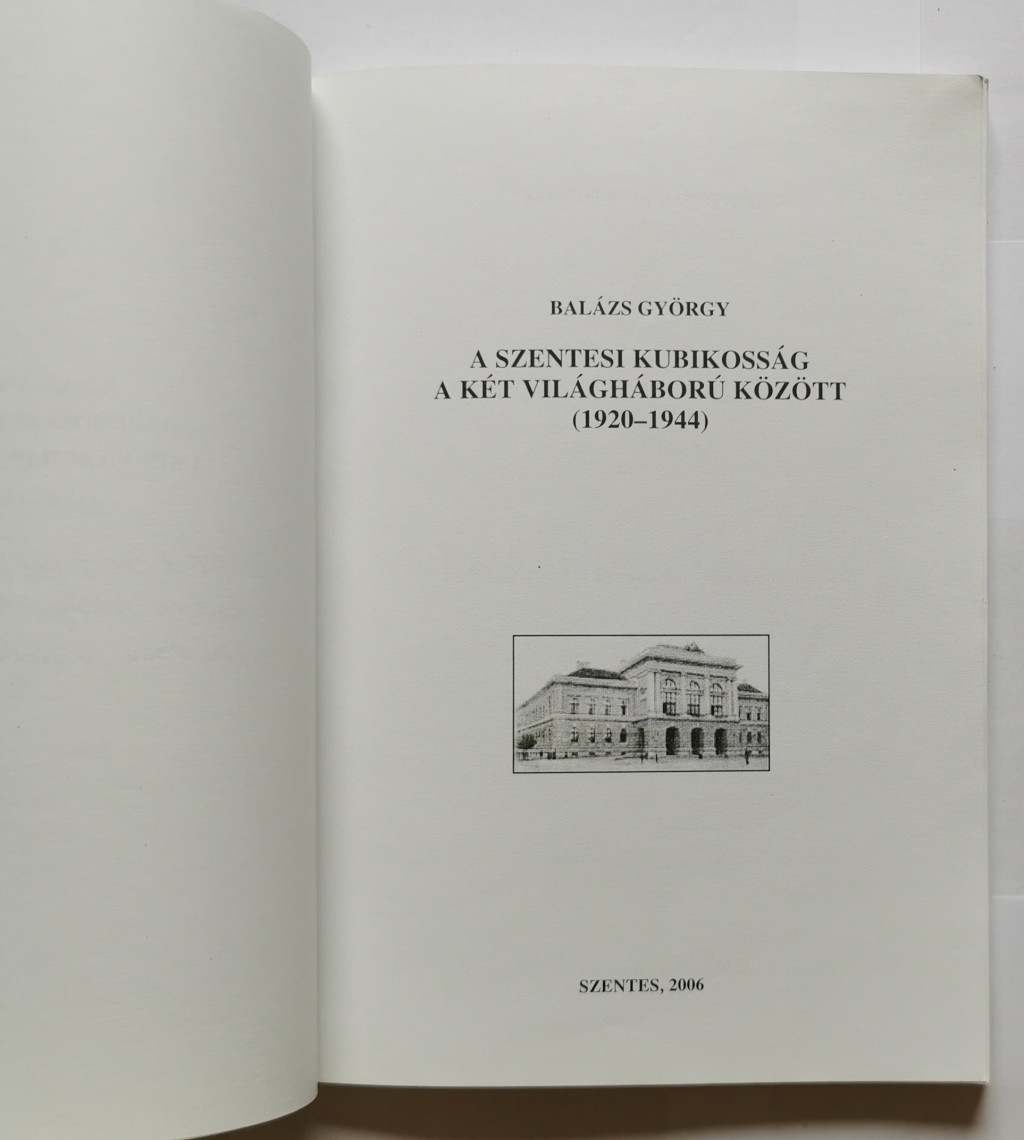 BALÁZS GYÖRGY
A SZENTESI KUBIKOSSÁG
A KÉT VILÁGHÁBORÚ KÖZÖTT
(1920–1944)
SZENTES, 2006